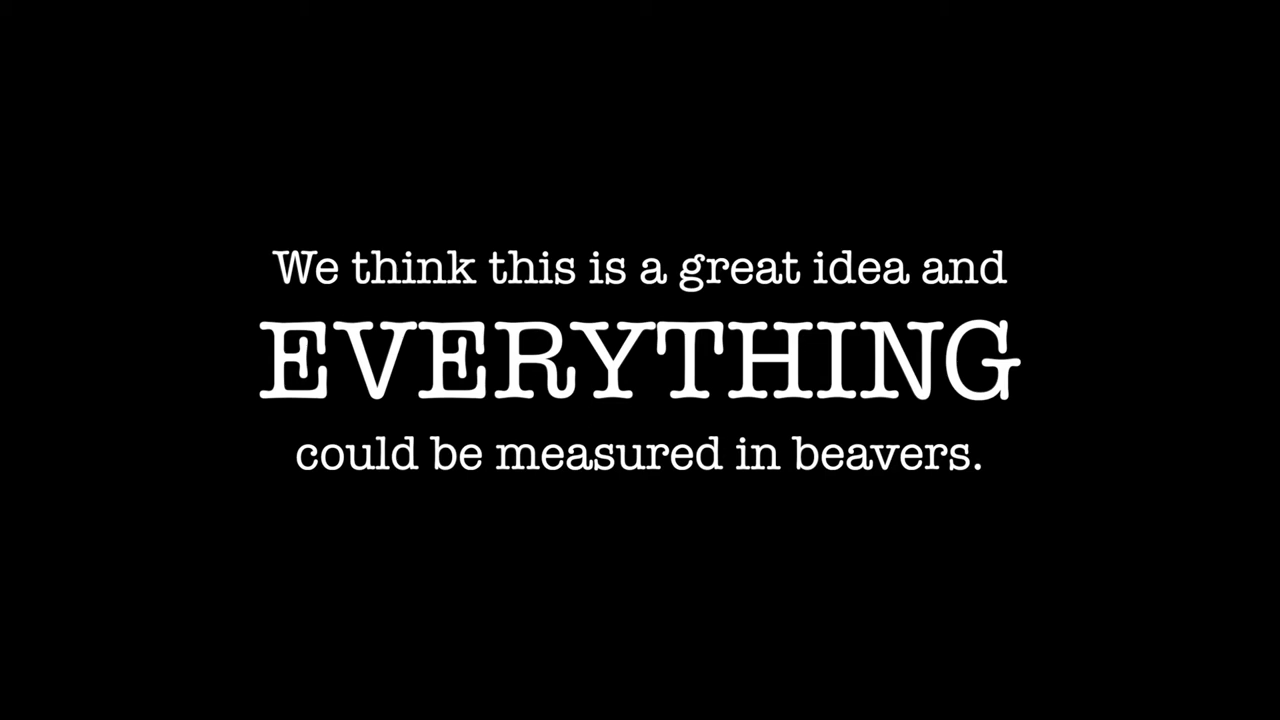 We think this is a great idea and
EVERYTHING
could be measured in beavers.